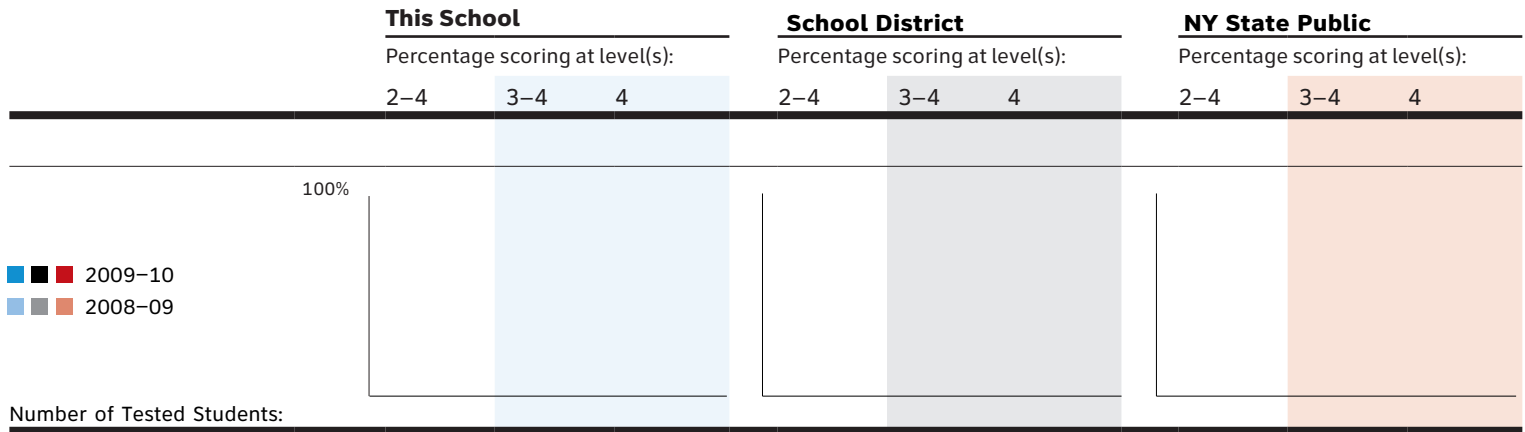 This School School District NY State Public
Percentage scoring at level(s): Percentage scoring at level(s): Percentage scoring at level(s):
2–4 3–4 4 2–4 3–4 4 2–4 3–4 4
100%
2009–10
2008–09
Number of Tested Students: